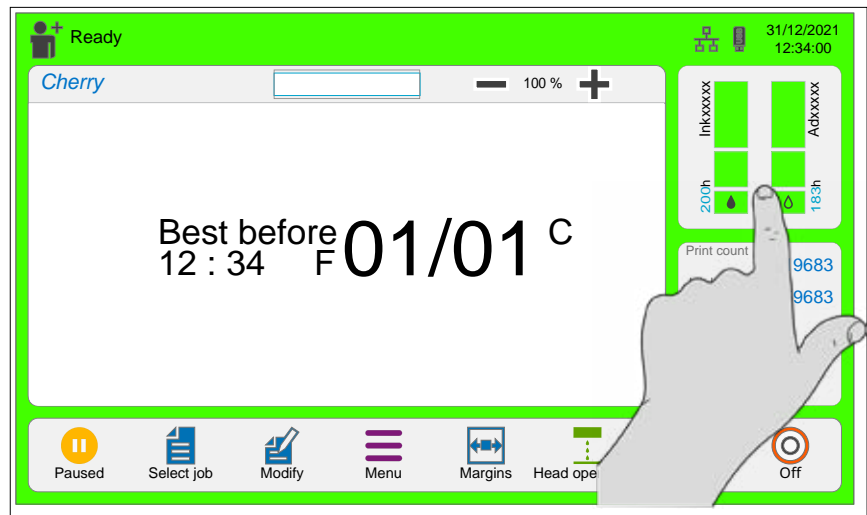 Ready
31/12/2021
12:34:00
Cherry
100 %
Inkxxxxx
Adxxxxx
200h
183h
Best before
12 : 34 F
01/01 C
Print count
9683
9683
Paused
Select job
Modify
Menu
Margins
Head ope
Off